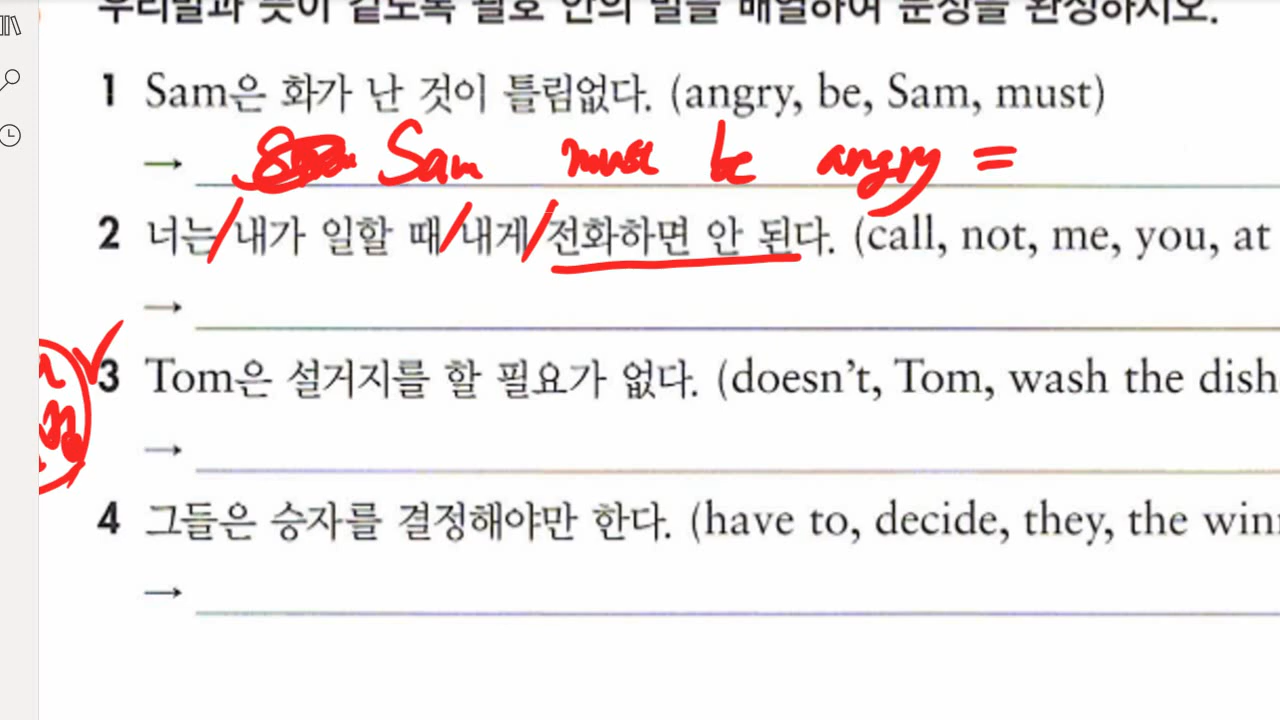 우리말과 뜻이 같도록 괄호 안의 말을 배열하여 문장을 완성하시오.
1 Sam은 화가 난 것이 틀림없다. (angry, be, Sam, must)
→ Sam must be angry =
2 너는/내가 일할 때/내게/전화하면 안 된다. (call, not, me, you, at
→
3 Tom은 설거지를 할 필요가 없다. (doesn't, Tom, wash the dish
→
4 그들은 승자를 결정해야만 한다. (have to, decide, they, the win
→